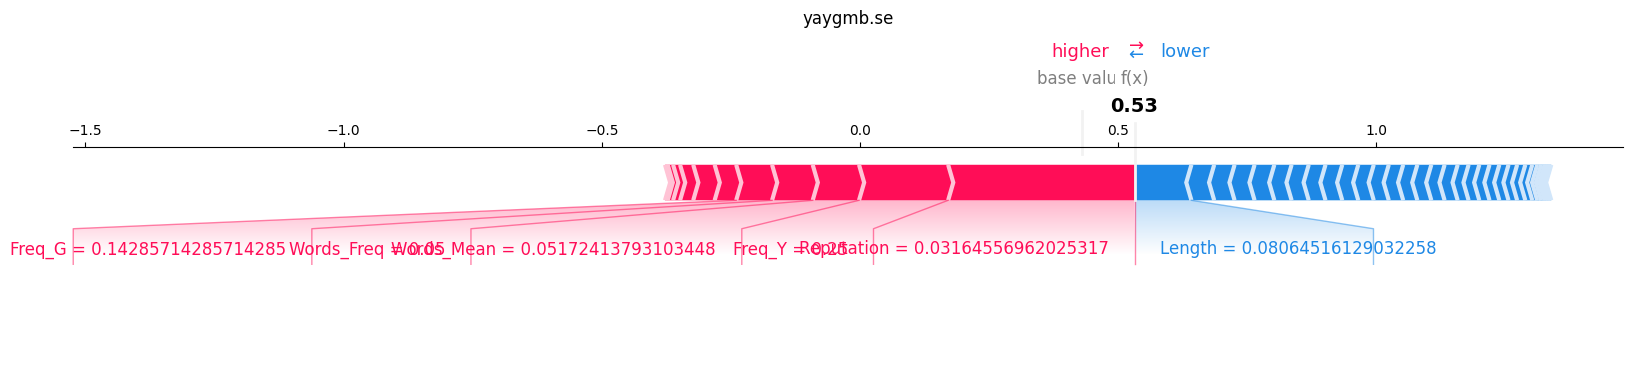 yaygmb.se
higher → ← lower
base valu f(x)
0.53
−1.5 −1.0 −0.5 0.0 0.5 1.0
Freq_G = 0.14285714285714285 Words_Freq = 0.05 Words_Mean = 0.05172413793103448 Freq_Y = 0.25 Reputation = 0.03164556962025317 Length = 0.08064516129032258